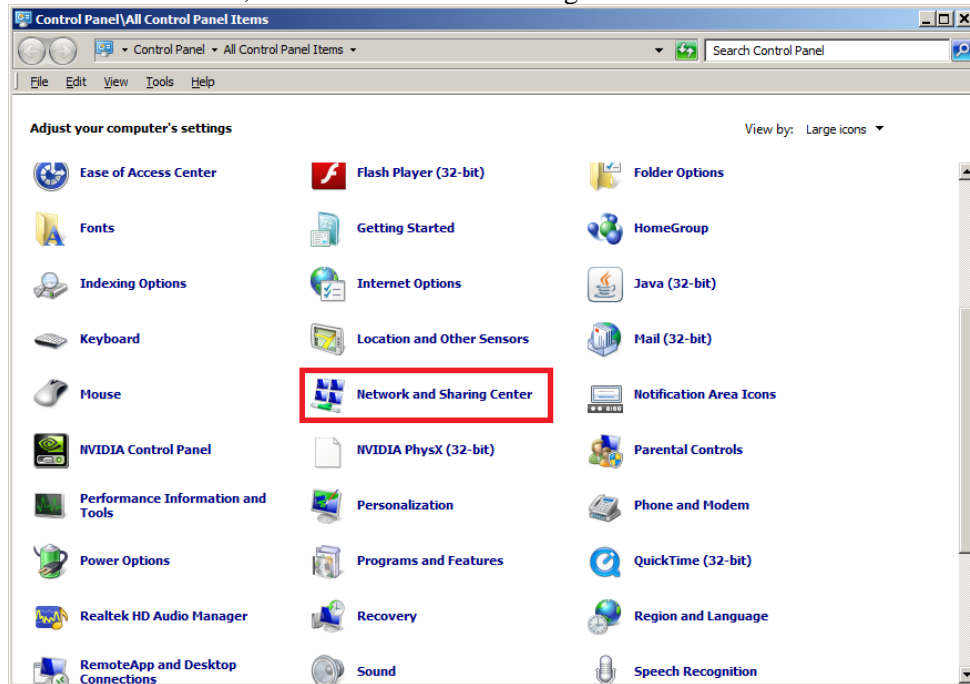 Control Panel\All Control Panel Items
Control Panel All Control Panel Items
Search Control Panel
File Edit View Tools Help
Adjust your computer's settings
View by: Large icons
Ease of Access Center
Flash Player (32-bit)
Folder Options
Fonts
Getting Started
HomeGroup
Indexing Options
Internet Options
Java (32-bit)
Keyboard
Location and Other Sensors
Mail (32-bit)
Mouse
Network and Sharing Center
Notification Area Icons
NVIDIA Control Panel
NVIDIA PhysX (32-bit)
Parental Controls
Performance Information and
Tools
Personalization
Phone and Modem
Power Options
Programs and Features
QuickTime (32-bit)
Realtek HD Audio Manager
Recovery
Region and Language
RemoteApp and Desktop
Connections
Sound
Speech Recognition